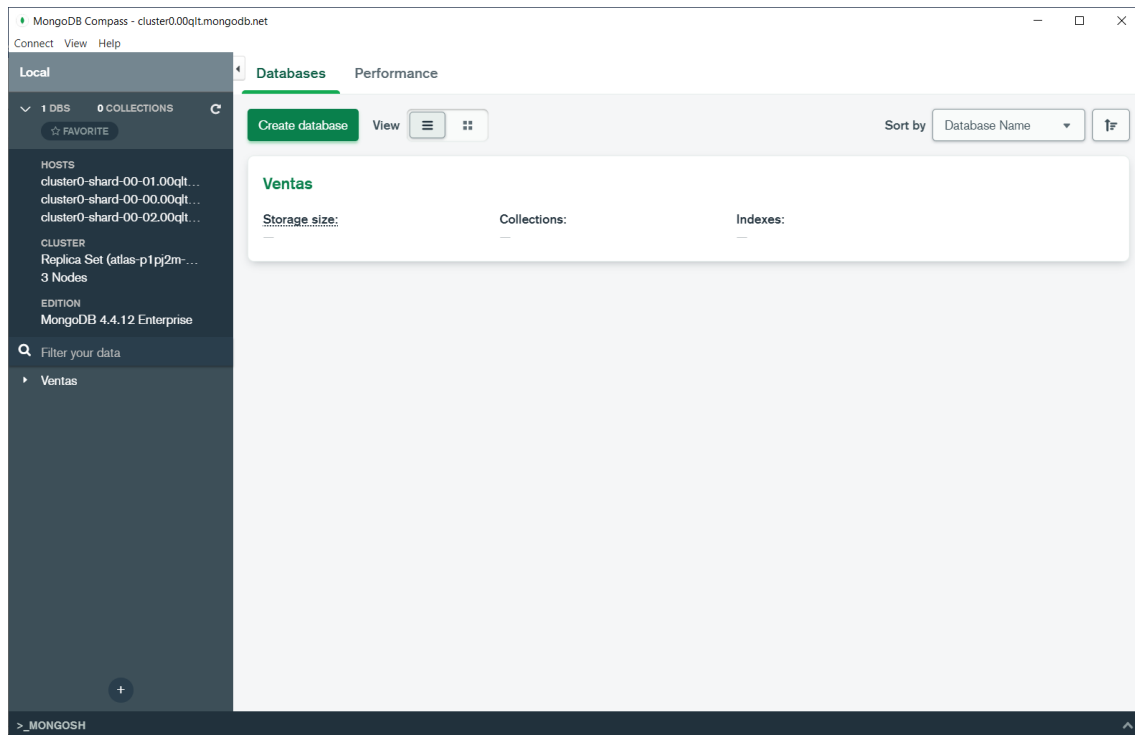 MongoDB Compass - cluster0.00qlt.mongodb.net
Connect View Help
Local
1 DBS 0 COLLECTIONS
FAVORITE
HOSTS
cluster0-shard-00-01.00qlt...
cluster0-shard-00-00.00qlt...
cluster0-shard-00-02.00qlt...
CLUSTER
Replica Set (atlas-p1pj2m-...
3 Nodes
EDITION
MongoDB 4.4.12 Enterprise
Filter your data
Ventas
>_MONGOSH
Databases Performance
Create database View Sort by Database Name
Ventas
Storage size: Collections: Indexes:
— — —